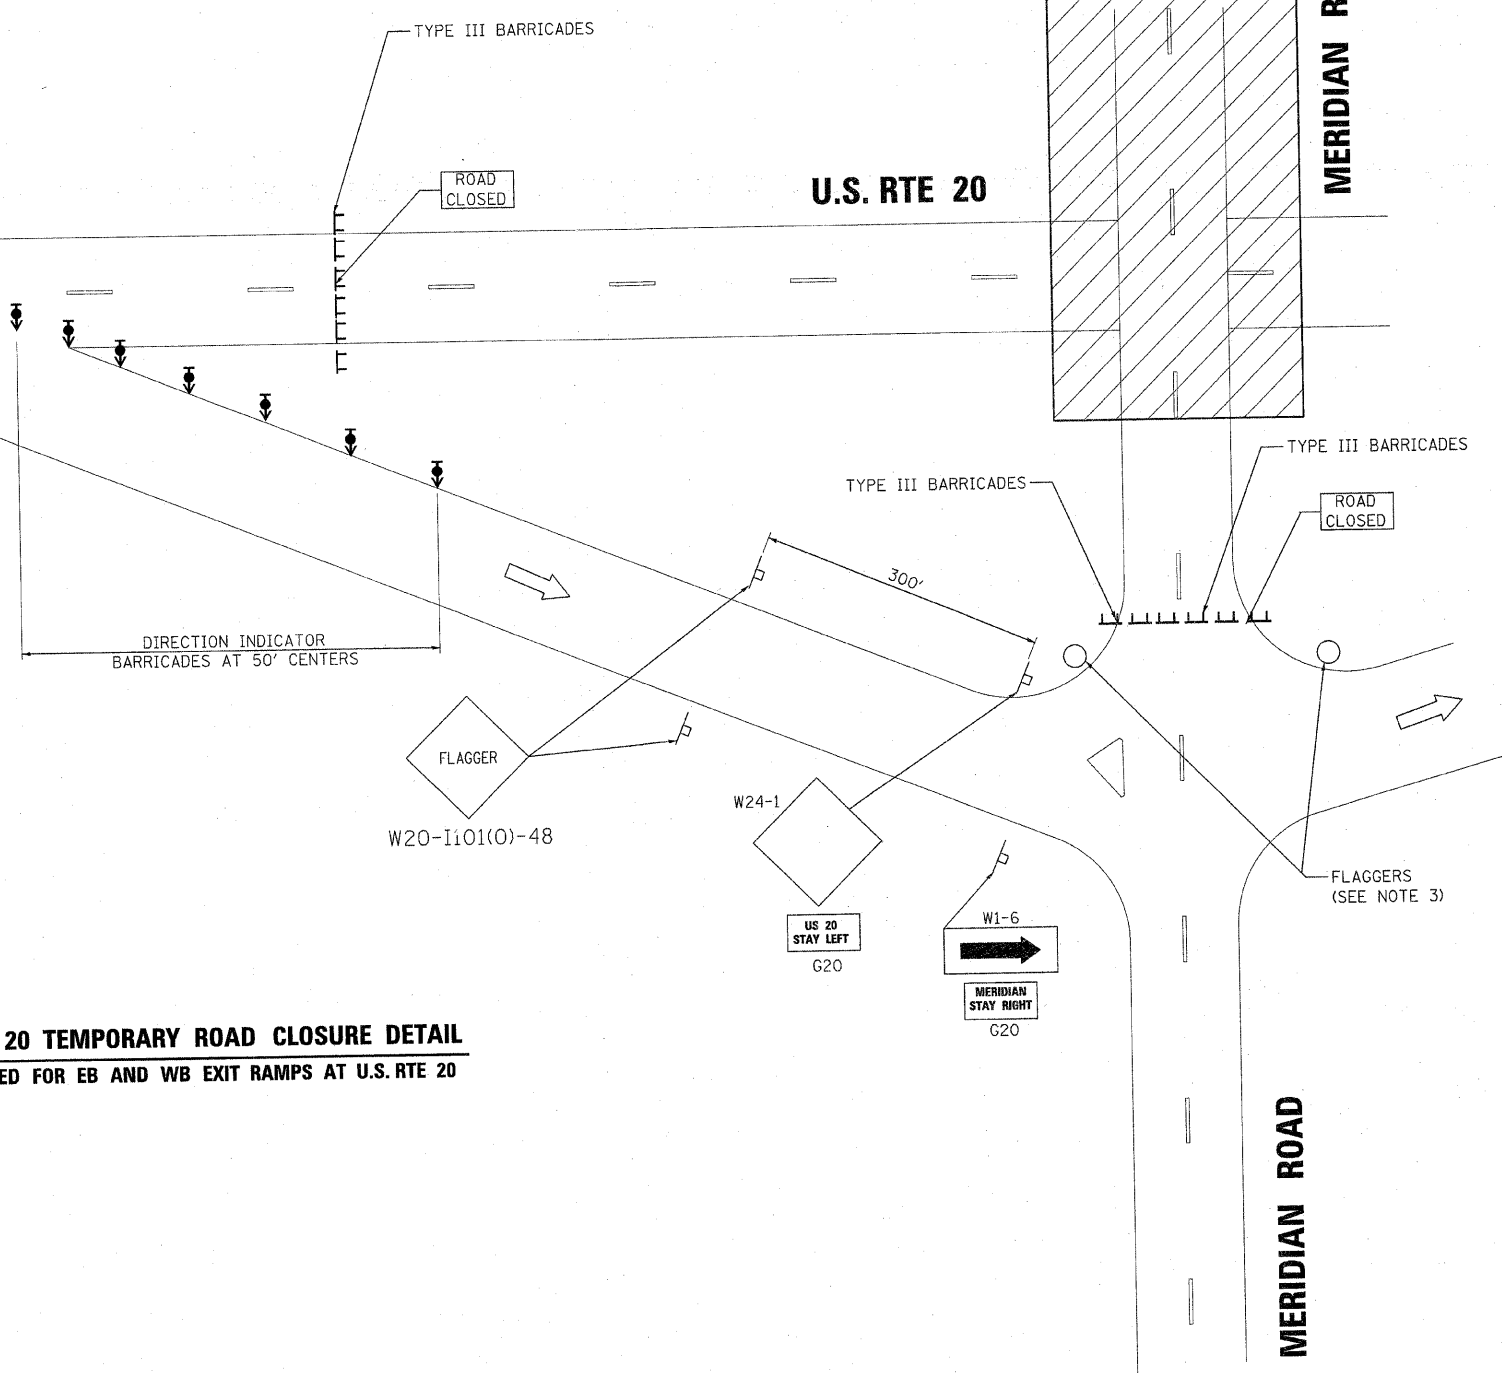 TYPE III BARRICADES
MERIDIAN R
ROAD
CLOSED
U.S. RTE 20
TYPE III BARRICADES
TYPE III BARRICADES
ROAD
CLOSED
300'
DIRECTION INDICATOR
BARRICADES AT 50' CENTERS
FLAGGER
W20-I101(O)-48
W24-1
US 20
STAY LEFT
G20
W1-6
MERIDIAN
STAY RIGHT
G20
FLAGGERS
(SEE NOTE 3)
20 TEMPORARY ROAD CLOSURE DETAIL
ED FOR EB AND WB EXIT RAMPS AT U.S. RTE 20
MERIDIAN ROAD